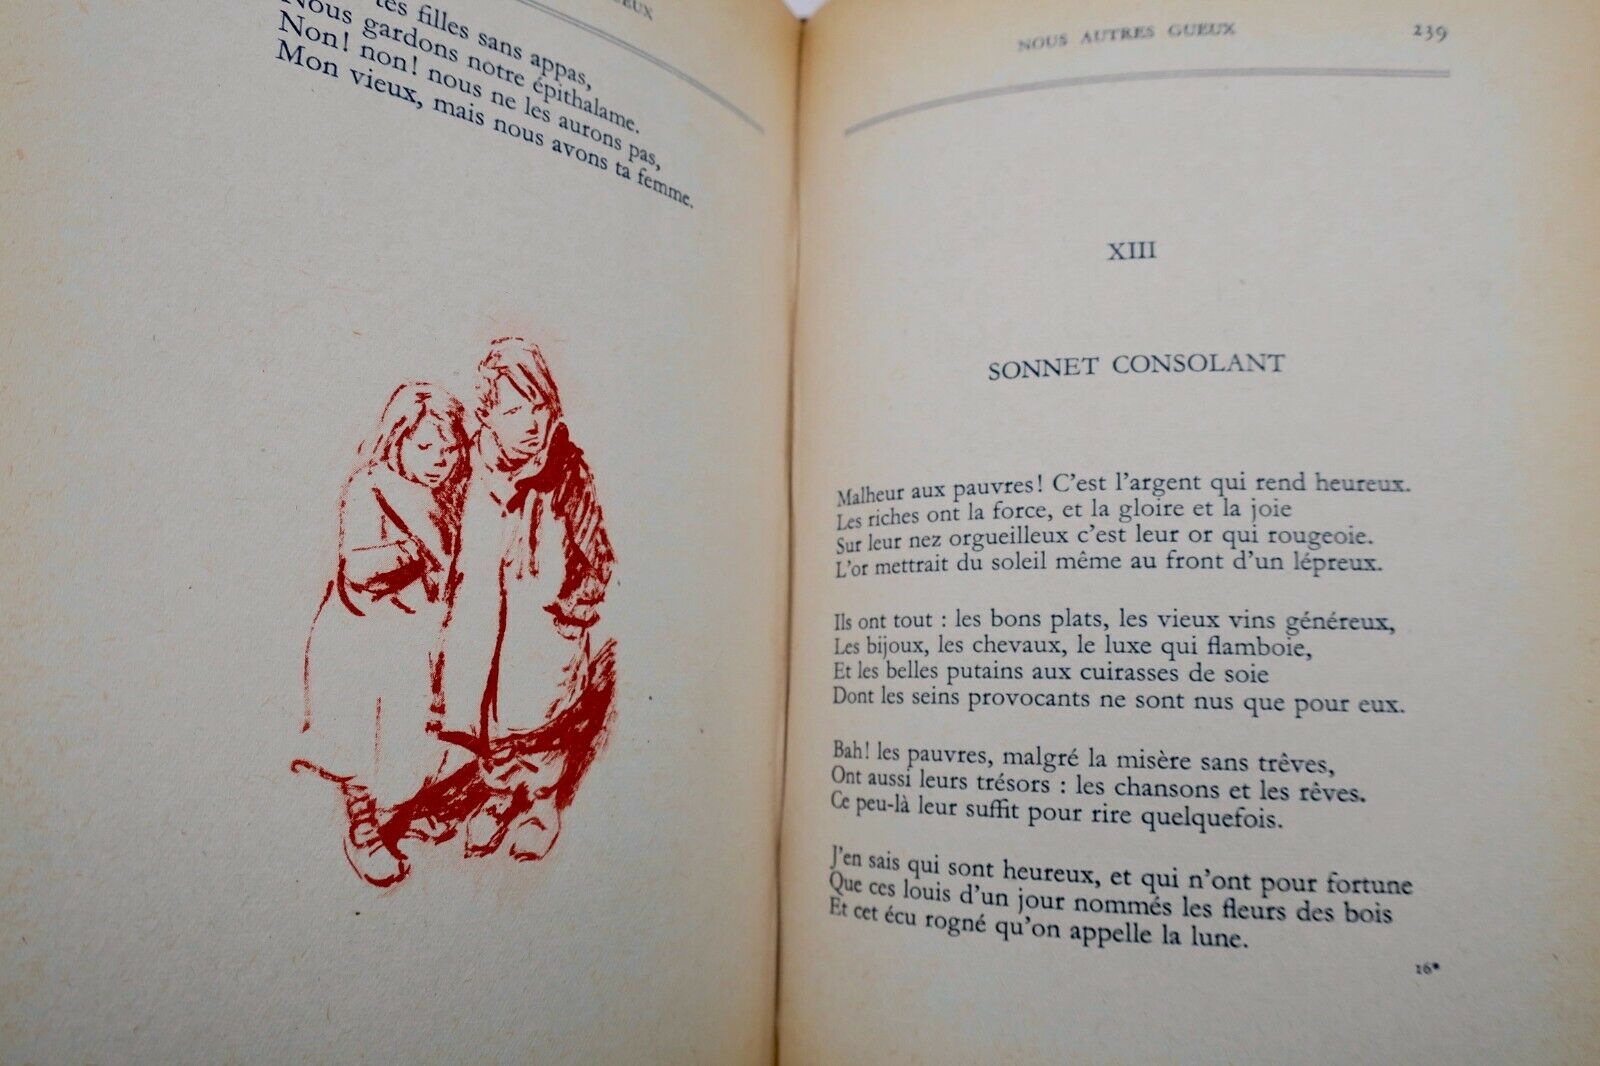 GUEUX
tes filles sans appas,
Nous gardons notre épithalame.
Non! non! nous ne les aurons pas,
Mon vieux, mais nous avons ta femme.
NOUS AUTRES GUEUX 239
XIII
SONNET CONSOLANT
Malheur aux pauvres! C'est l'argent qui rend heureux.
Les riches ont la force, et la gloire et la joie
Sur leur nez orgueilleux c'est leur or qui rougeoie.
L'or mettrait du soleil même au front d'un lépreux.
Ils ont tout : les bons plats, les vieux vins généreux,
Les bijoux, les chevaux, le luxe qui flamboie,
Et les belles putains aux cuirasses de soie
Dont les seins provocants ne sont nus que pour eux.
Bah! les pauvres, malgré la misère sans trêves,
Ont aussi leurs trésors : les chansons et les rêves.
Ce peu-là leur suffit pour rire quelquefois.
J'en sais qui sont heureux, et qui n'ont pour fortune
Que ces louis d'un jour nommés les fleurs des bois
Et cet écu rogné qu'on appelle la lune.
16*